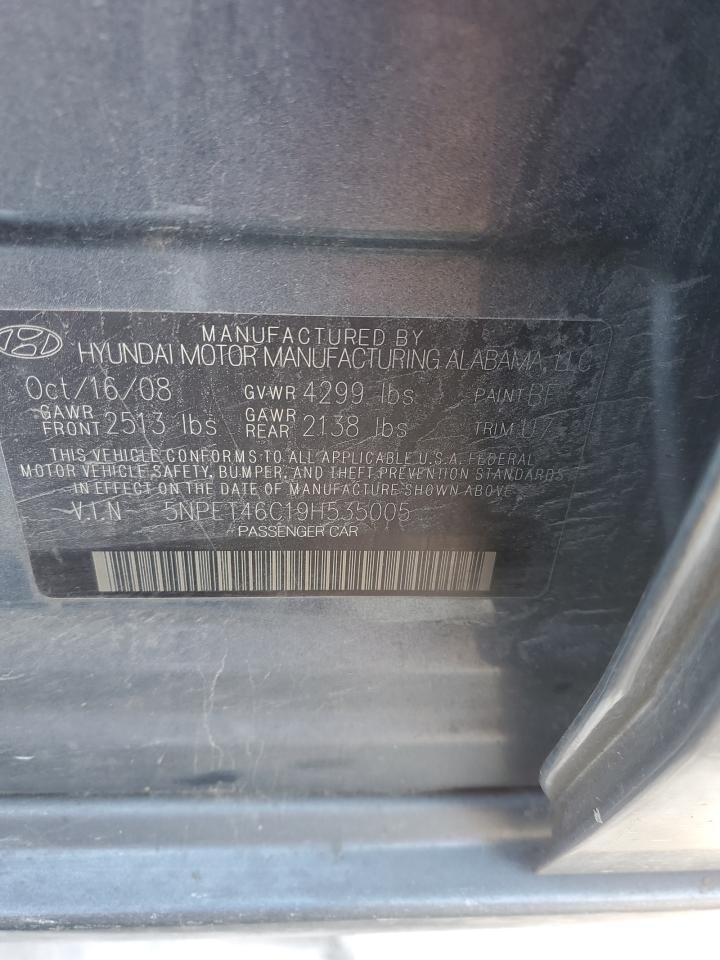 MANUFACTURED BY
HYUNDAI MOTOR MANUFACTURING ALABAMA, LLC
Oct/16/08 GVWR 4299 lbs PAINT BF
GAWR FRONT 2513 lbs GAWR REAR 2138 lbs TRIM U7
THIS VEHICLE CONFORMS TO ALL APPLICABLE U.S.A. FEDERAL
MOTOR VEHICLE SAFETY, BUMPER, AND THEFT PREVENTION STANDARDS
IN EFFECT ON THE DATE OF MANUFACTURE SHOWN ABOVE
V.I.N 5NPET46C19H535005
PASSENGER CAR